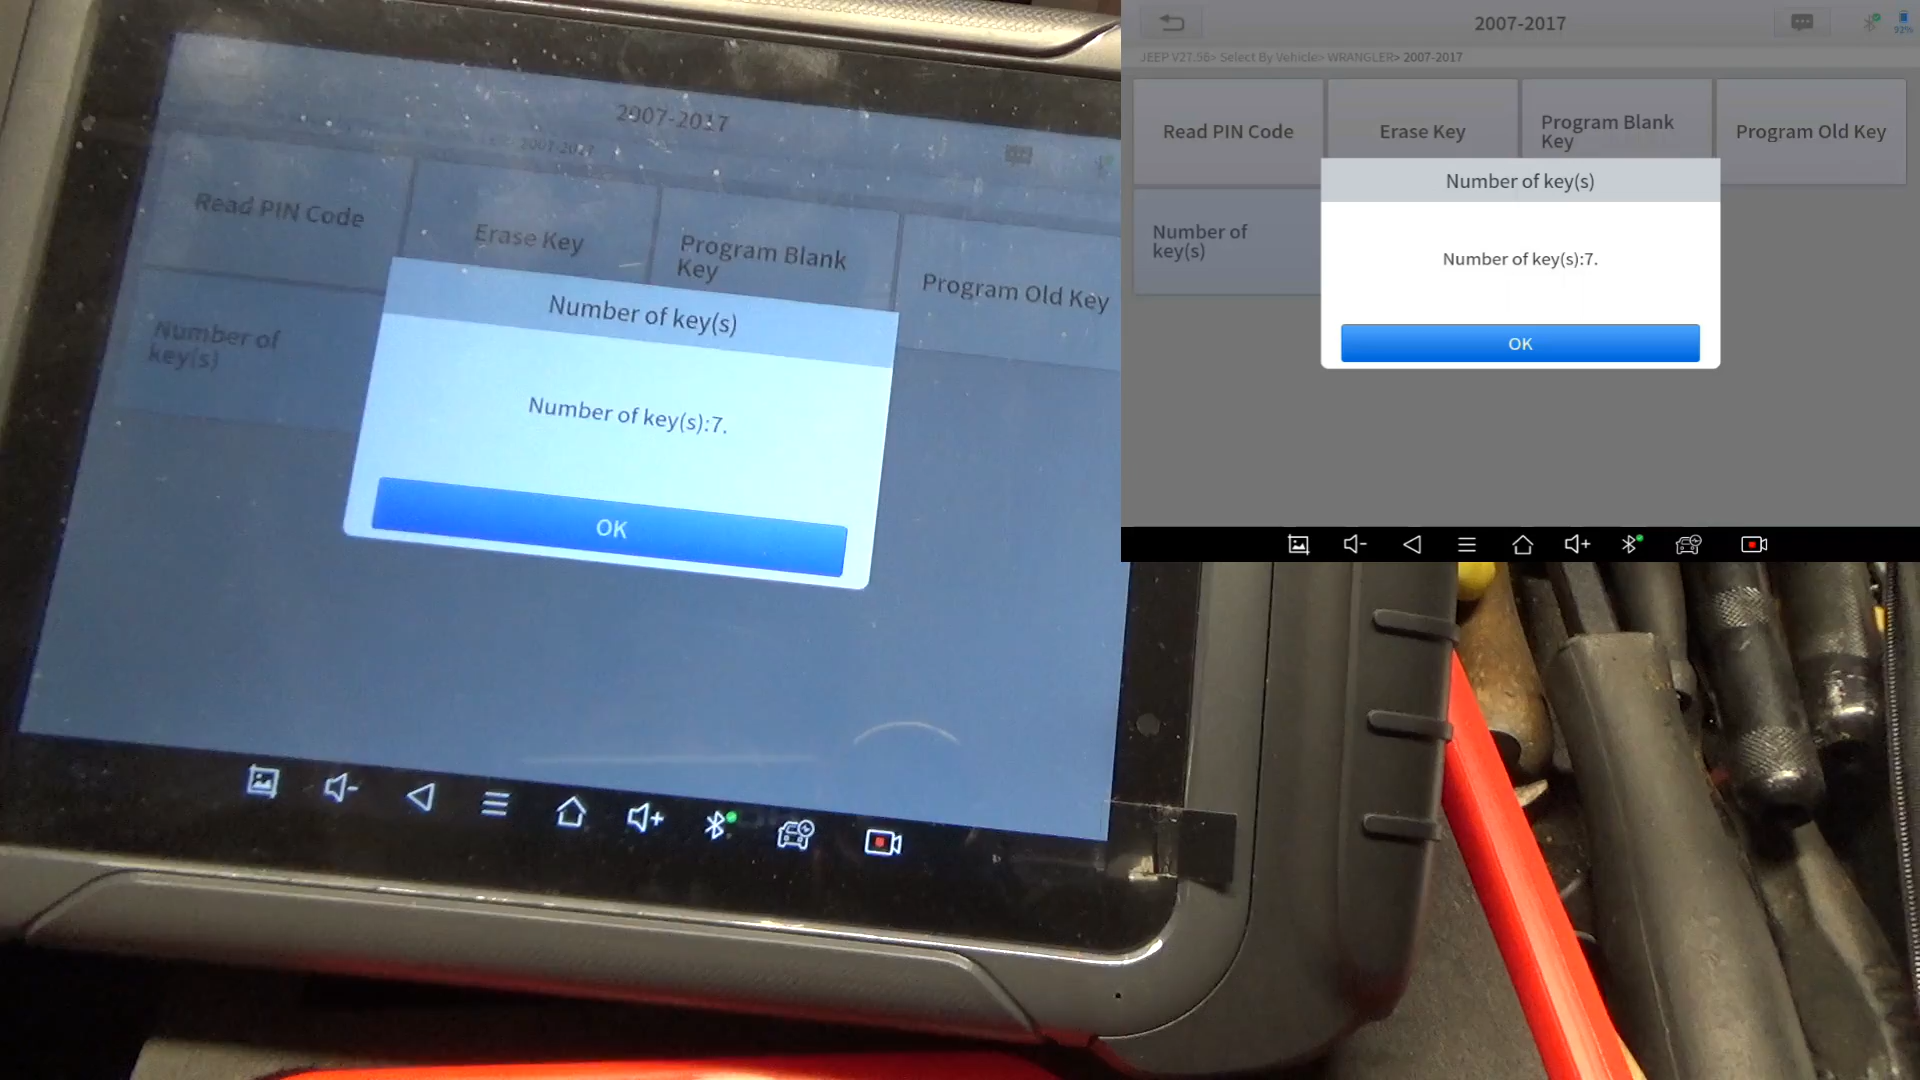 2007-2017
2007-2017
Read PIN Code
Erase Key
Program Blank
Key
Program Old Key
Number of
key(s)
Number of key(s)
Number of key(s):7.
OK
2007-2017
92%
JEEP V27.56> Select By Vehicle> WRANGLER> 2007-2017
Read PIN Code
Erase Key
Program Blank
Key
Program Old Key
Number of
key(s)
Number of key(s)
Number of key(s):7.
OK